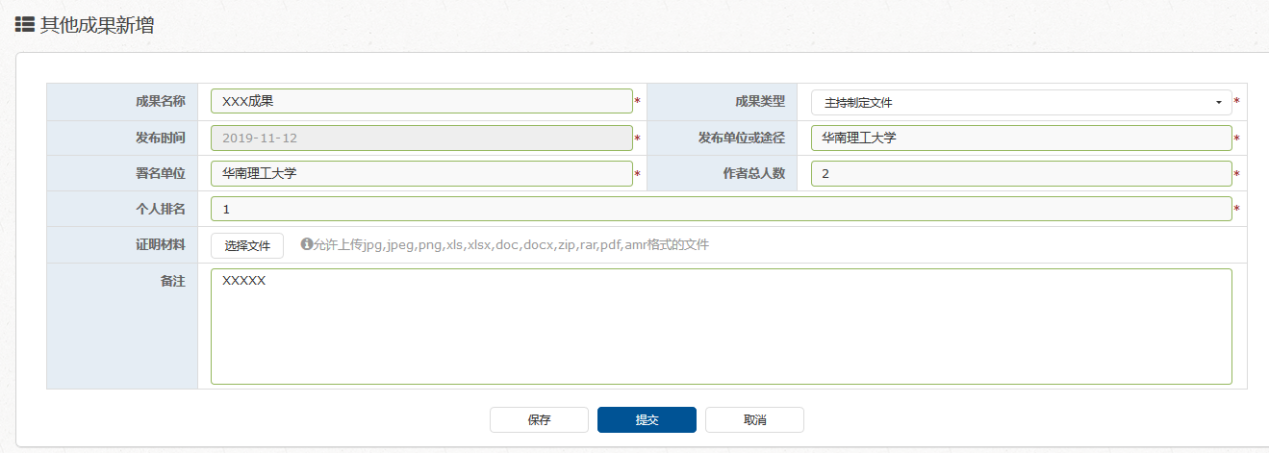 其他成果新增
成果名称 XXX成果 * 成果类型 主持制定文件 *
发布时间 2019-11-12 * 发布单位或途径 华南理工大学 *
署名单位 华南理工大学 * 作者总人数 2 *
个人排名 1 *
证明材料 选择文件 允许上传jpg,jpeg,png,xls,xlsx,doc,docx,zip,rar,pdf,amr格式的文件
备注 XXXXX
保存 提交 取消